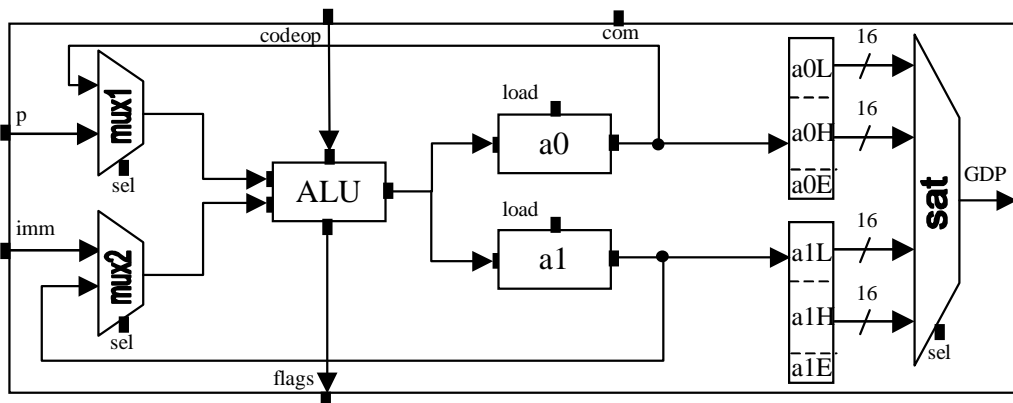 codeop
com
16
load
a0L
p
mux1
a0
a0H
16
sel
ALU
a0E
GDP
imm
load
sat
16
mux2
a1
a1L
16
a1H
sel
sel
flags
a1E